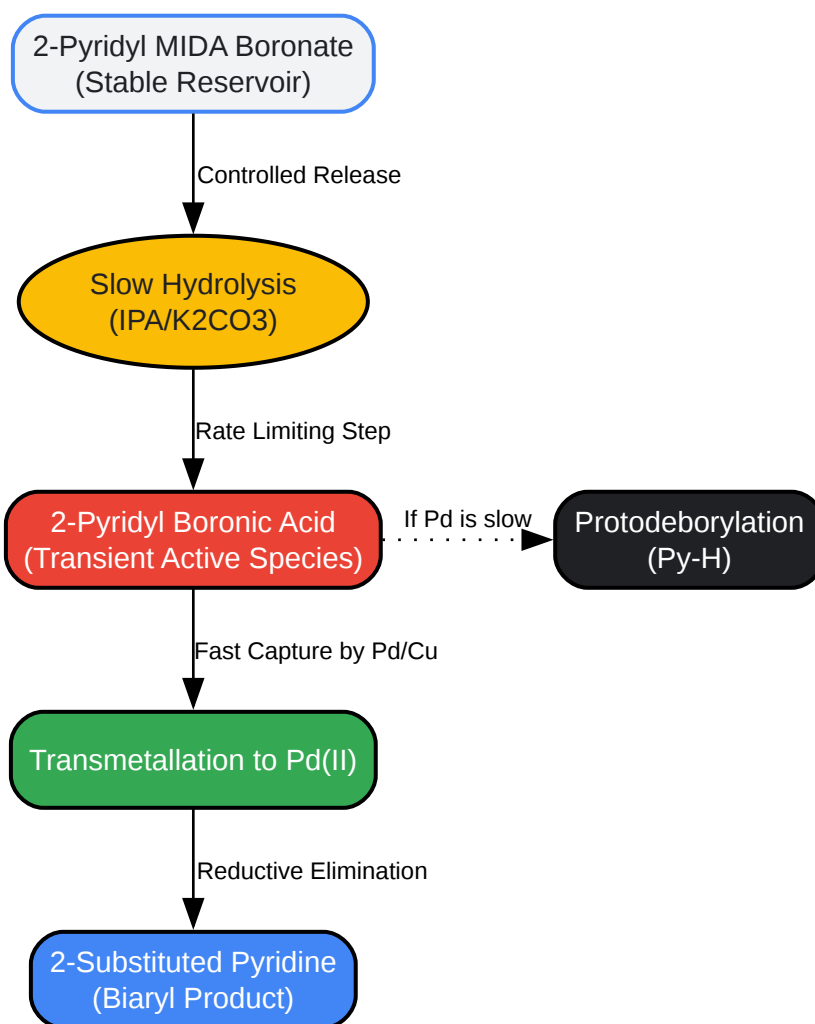 2-Pyridyl MIDA Boronate
(Stable Reservoir)
Controlled Release
Slow Hydrolysis
(IPA/K2CO3)
Rate Limiting Step
2-Pyridyl Boronic Acid
(Transient Active Species)
If Pd is slow
Protodeborylation
(Py-H)
Fast Capture by Pd/Cu
Transmetallation to Pd(II)
Reductive Elimination
2-Substituted Pyridine
(Biaryl Product)